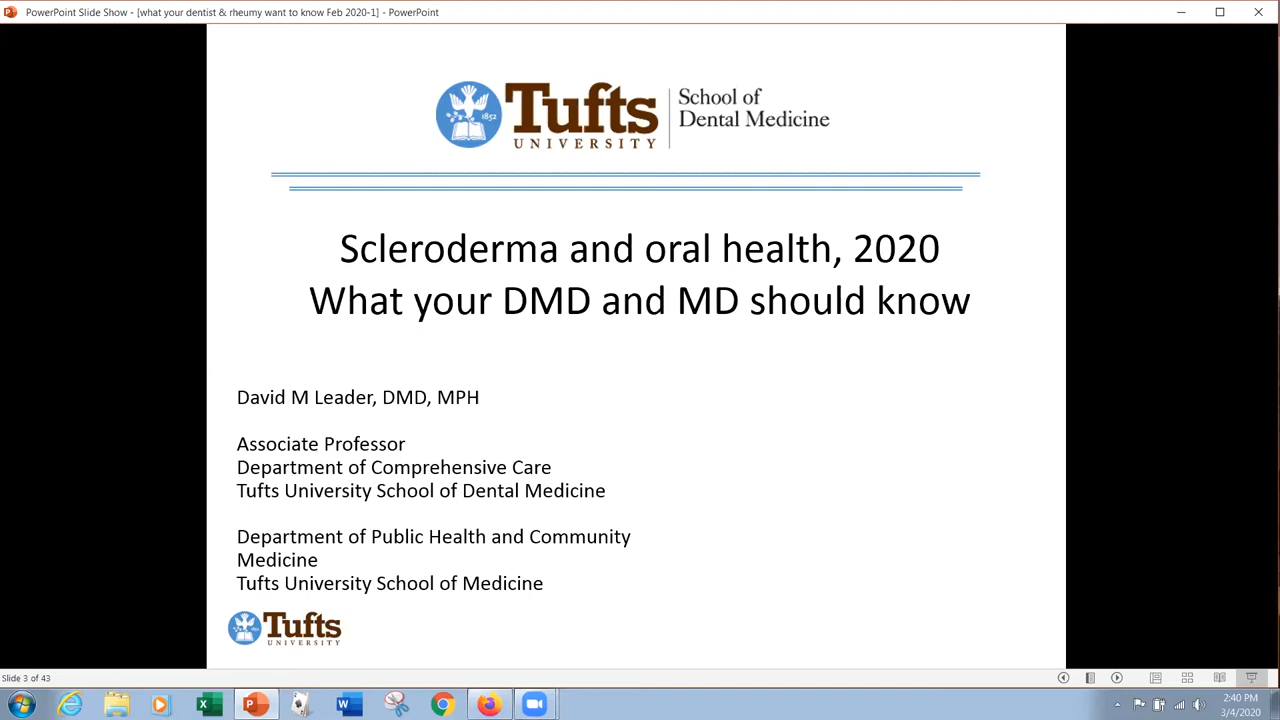 PowerPoint Slide Show - [what your dentist & rheumy want to know Feb 2020-1] - PowerPoint
1852
Tufts
UNIVERSITY
School of
Dental Medicine
Scleroderma and oral health, 2020
What your DMD and MD should know
David M Leader, DMD, MPH
Associate Professor
Department of Comprehensive Care
Tufts University School of Dental Medicine
Department of Public Health and Community
Medicine
Tufts University School of Medicine
Tufts
UNIVERSITY
Slide 3 of 43
2:40 PM
3/4/2020